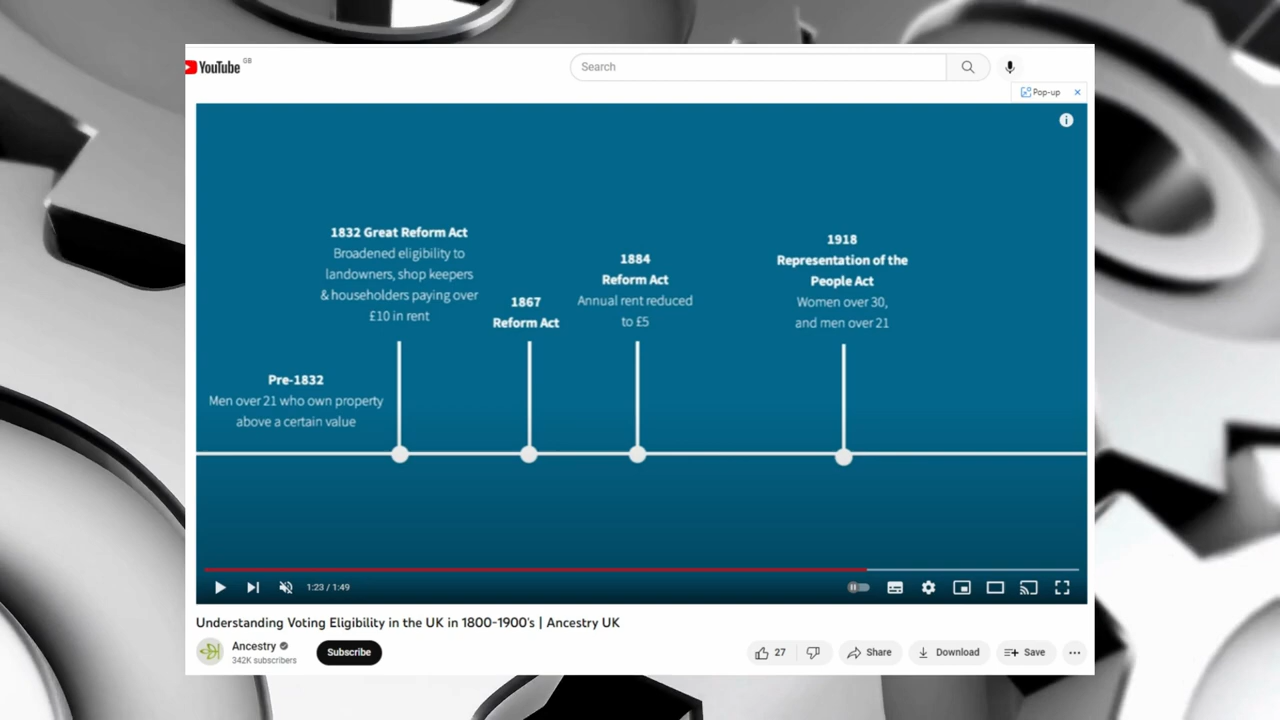 YouTube GB
Search
Pop-up
1832 Great Reform Act
Broadened eligibility to
landowners, shop keepers
& householders paying over
£10 in rent
1867
Reform Act
1884
Reform Act
Annual rent reduced
to £5
1918
Representation of the
People Act
Women over 30,
and men over 21
Pre-1832
Men over 21 who own property
above a certain value
1:23 / 1:49
Understanding Voting Eligibility in the UK in 1800-1900's | Ancestry UK
Ancestry
342K subscribers
Subscribe
27
Share
Download
Save